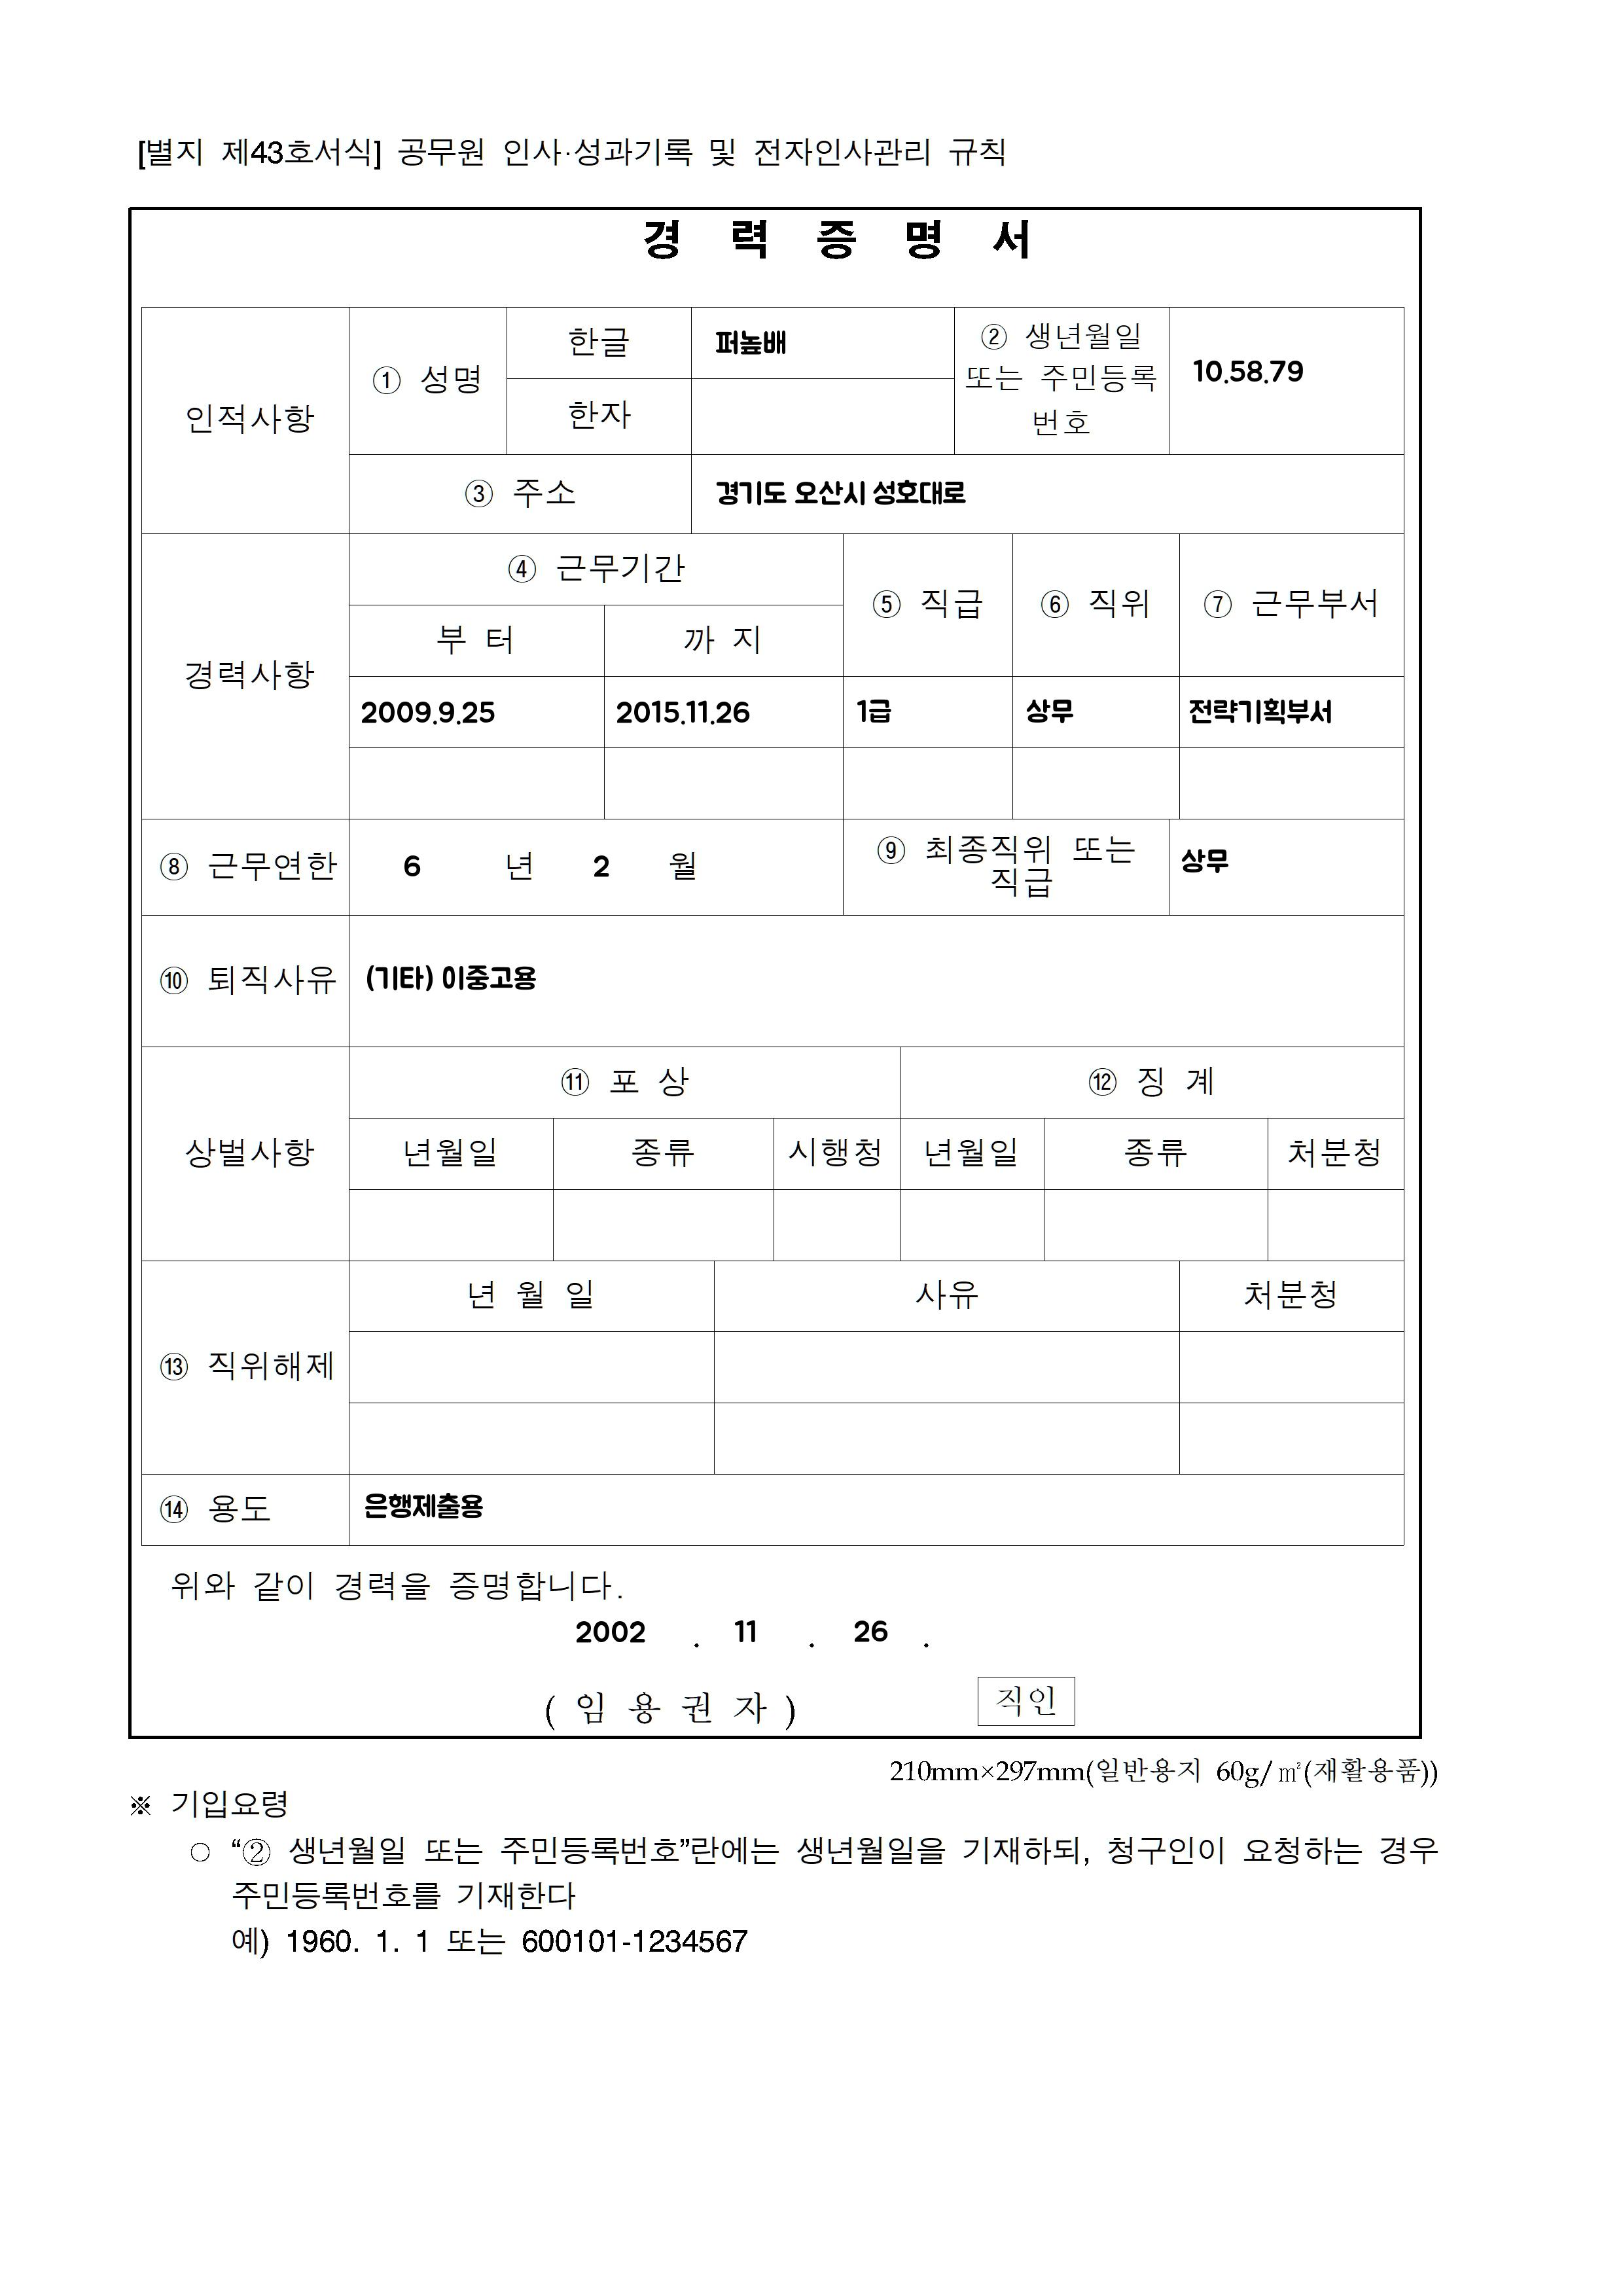 [별지 제43호서식] 공무원 인사·성과기록 및 전자인사관리 규칙
경 력 증 명 서
인적사항
① 성명
한글
퍼높배
② 생년월일
또는 주민등록
번호
10.58.79
한자
③ 주소
경기도 오산시 성호대로
경력사항
④ 근무기간
⑤ 직급
⑥ 직위
⑦ 근무부서
부 터
까 지
2009.9.25
2015.11.26
1급
상무
전략기획부서
⑧ 근무연한
6 년 2 월
⑨ 최종직위 또는
직급
상무
⑩ 퇴직사유
(기타) 이중고용
상벌사항
⑪ 포 상
⑫ 징 계
년월일
종류
시행청
년월일
종류
처분청
⑬ 직위해제
년 월 일
사유
처분청
⑭ 용도
은행제출용
위와 같이 경력을 증명합니다.
2002 . 11 . 26 .
( 임 용 권 자 )
직인
210mm×297mm(일반용지 60g/㎡(재활용품))
※ 기입요령
○ “② 생년월일 또는 주민등록번호”란에는 생년월일을 기재하되, 청구인이 요청하는 경우
주민등록번호를 기재한다
예) 1960. 1. 1 또는 600101-1234567